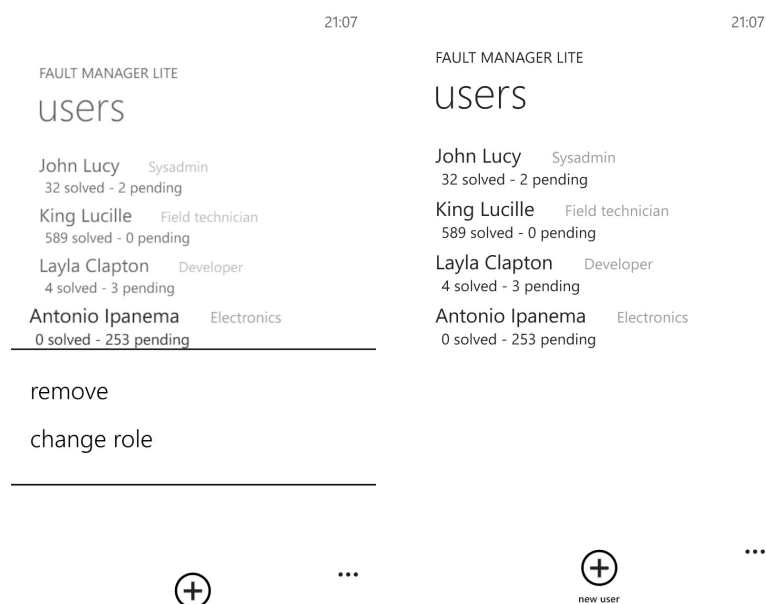 21:07
FAULT MANAGER LITE
users
John Lucy Sysadmin
32 solved - 2 pending
King Lucille Field technician
589 solved - 0 pending
Layla Clapton Developer
4 solved - 3 pending
Antonio Ipanema Electronics
0 solved - 253 pending
remove
change role
21:07
FAULT MANAGER LITE
users
John Lucy Sysadmin
32 solved - 2 pending
King Lucille Field technician
589 solved - 0 pending
Layla Clapton Developer
4 solved - 3 pending
Antonio Ipanema Electronics
0 solved - 253 pending
new user